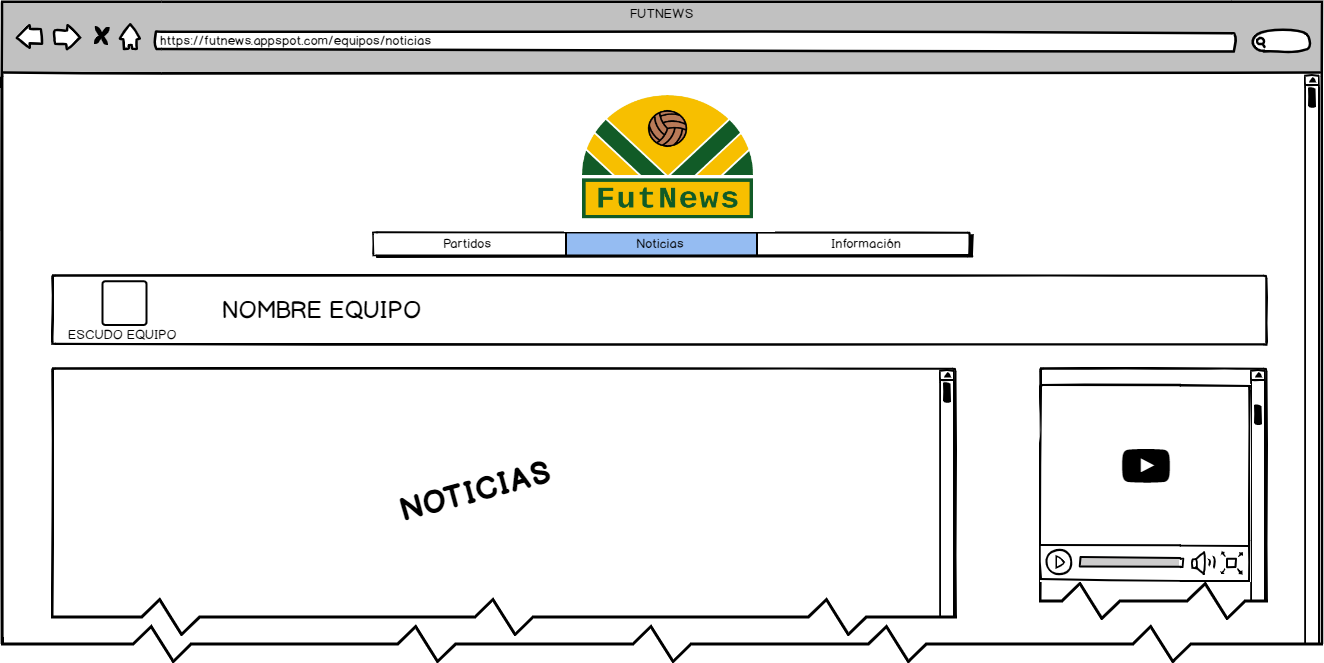 FUTNEWS
https://futnews.appspot.com/equipos/noticias
FutNews
Partidos
Noticias
Información
NOMBRE EQUIPO
ESCUDO EQUIPO
NOTICIAS